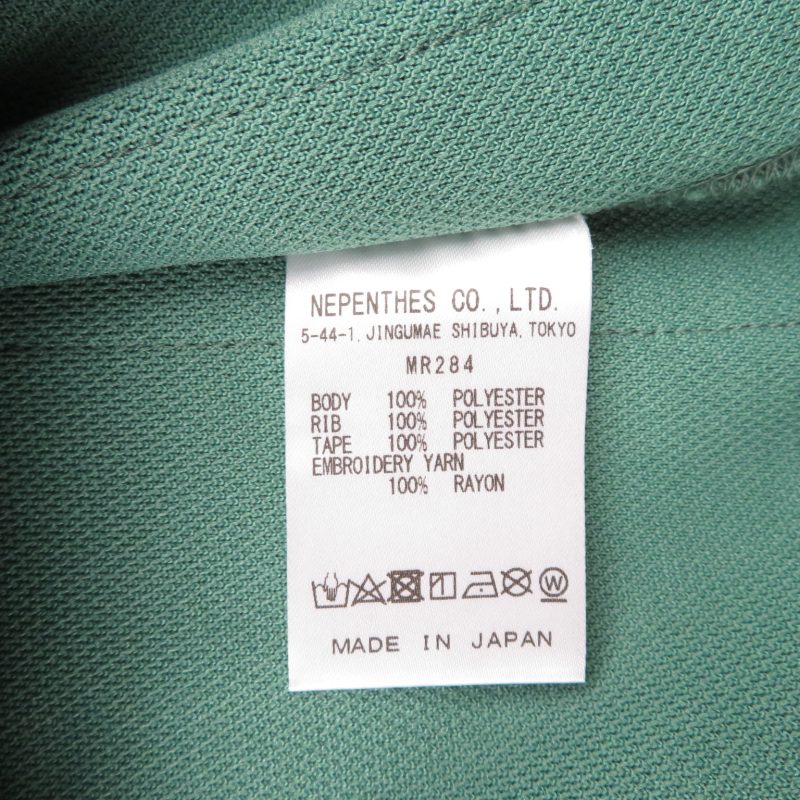 NEPENTHES CO.,LTD.
5-44-1, JINGUMAE SHIBUYA, TOKYO
MR284
BODY 100% POLYESTER
RIB 100% POLYESTER
TAPE 100% POLYESTER
EMBROIDERY YARN
100% RAYON
W
MADE IN JAPAN